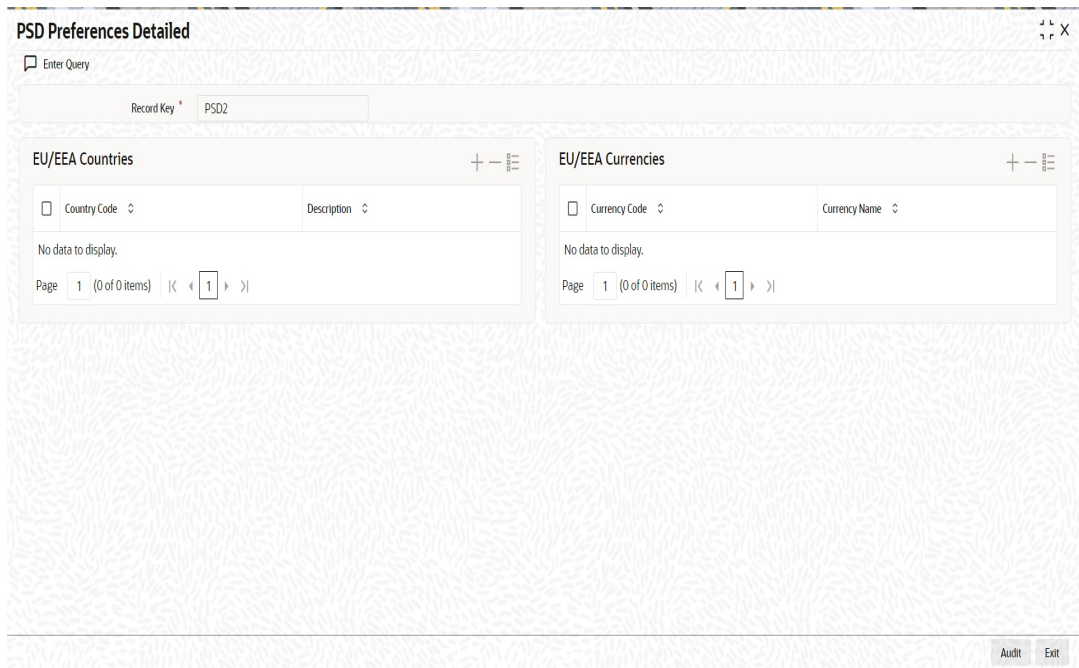 PSD Preferences Detailed
Enter Query
Record Key * PSD2
EU/EEA Countries
Country Code Description
No data to display.
Page 1 (0 of 0 items) 1
EU/EEA Currencies
Currency Code Currency Name
No data to display.
Page 1 (0 of 0 items) 1
Audit Exit